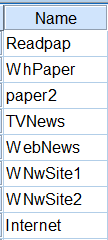 Name
Readpap
WhPaper
paper2
TVNews
WebNews
WNwSite1
WNwSite2
Internet